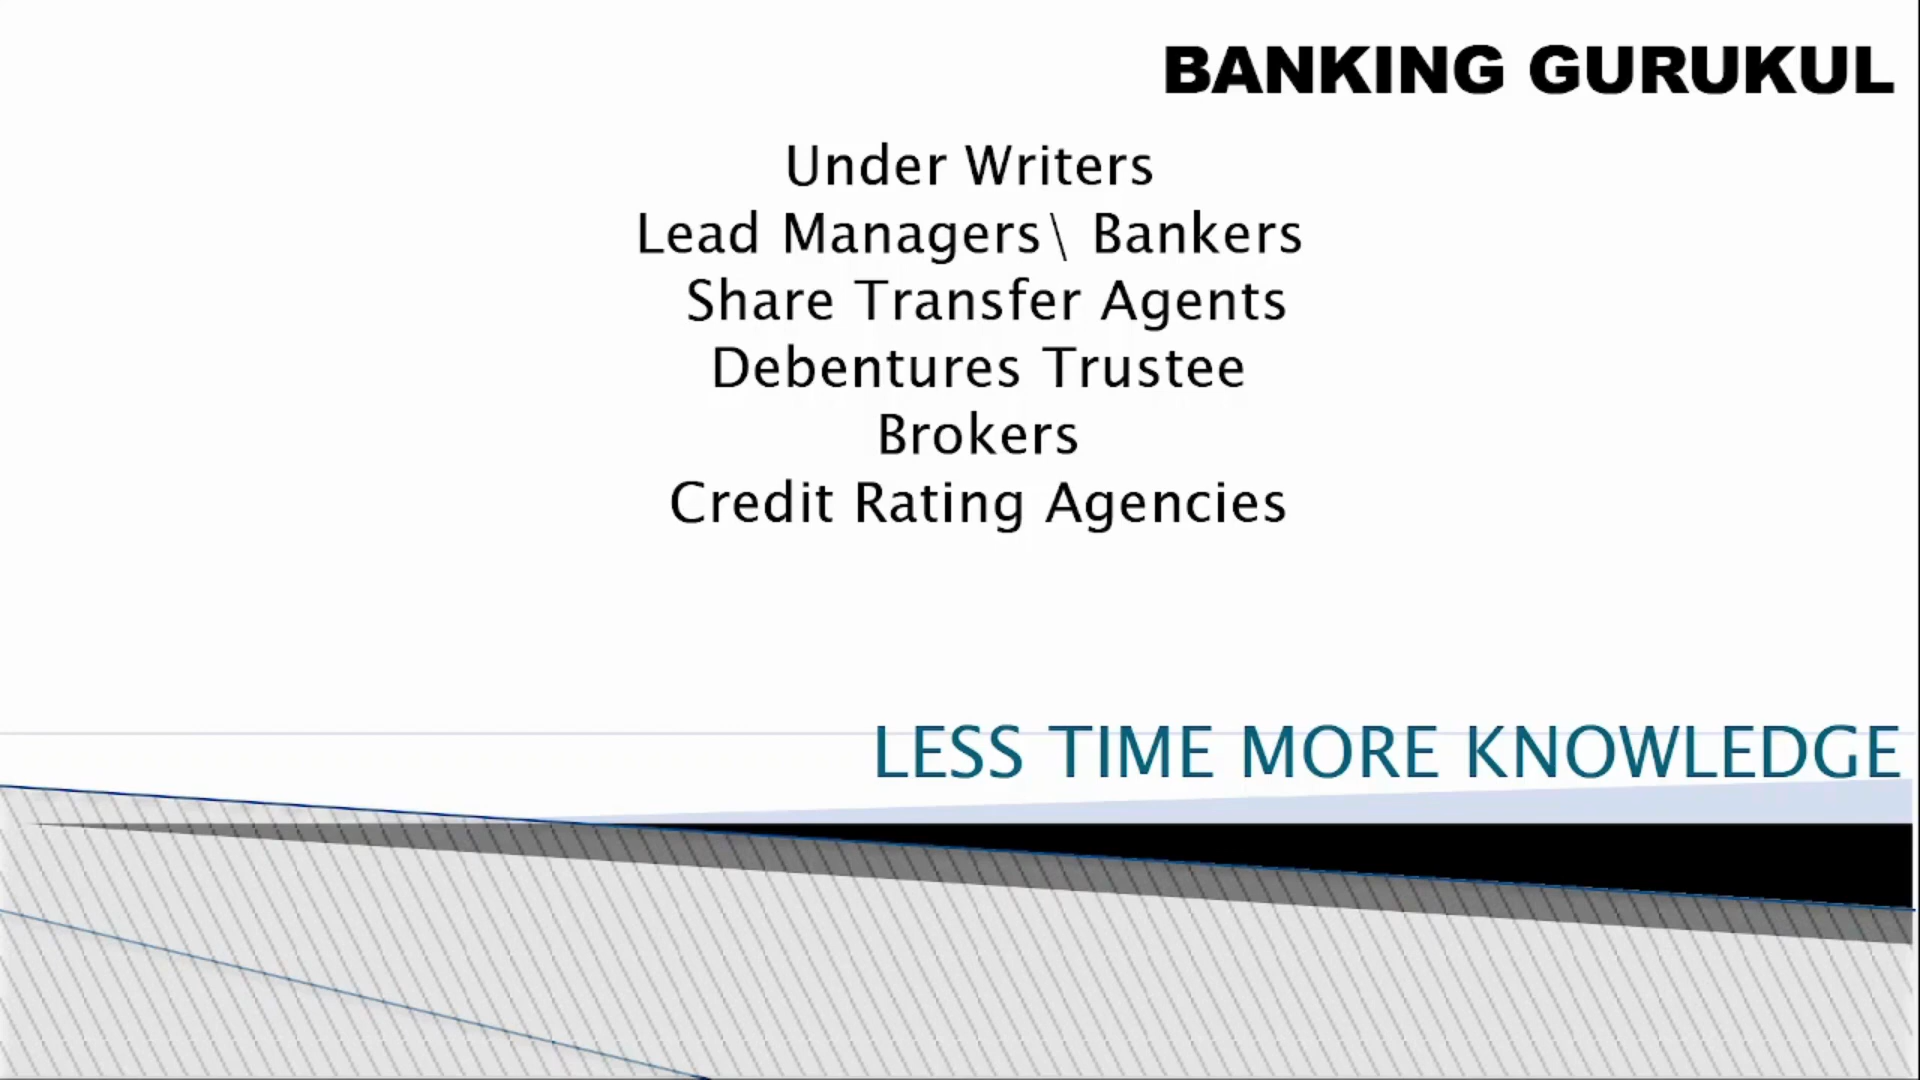 BANKING GURUKUL
Under Writers
Lead Managers\ Bankers
Share Transfer Agents
Debentures Trustee
Brokers
Credit Rating Agencies
LESS TIME MORE KNOWLEDGE